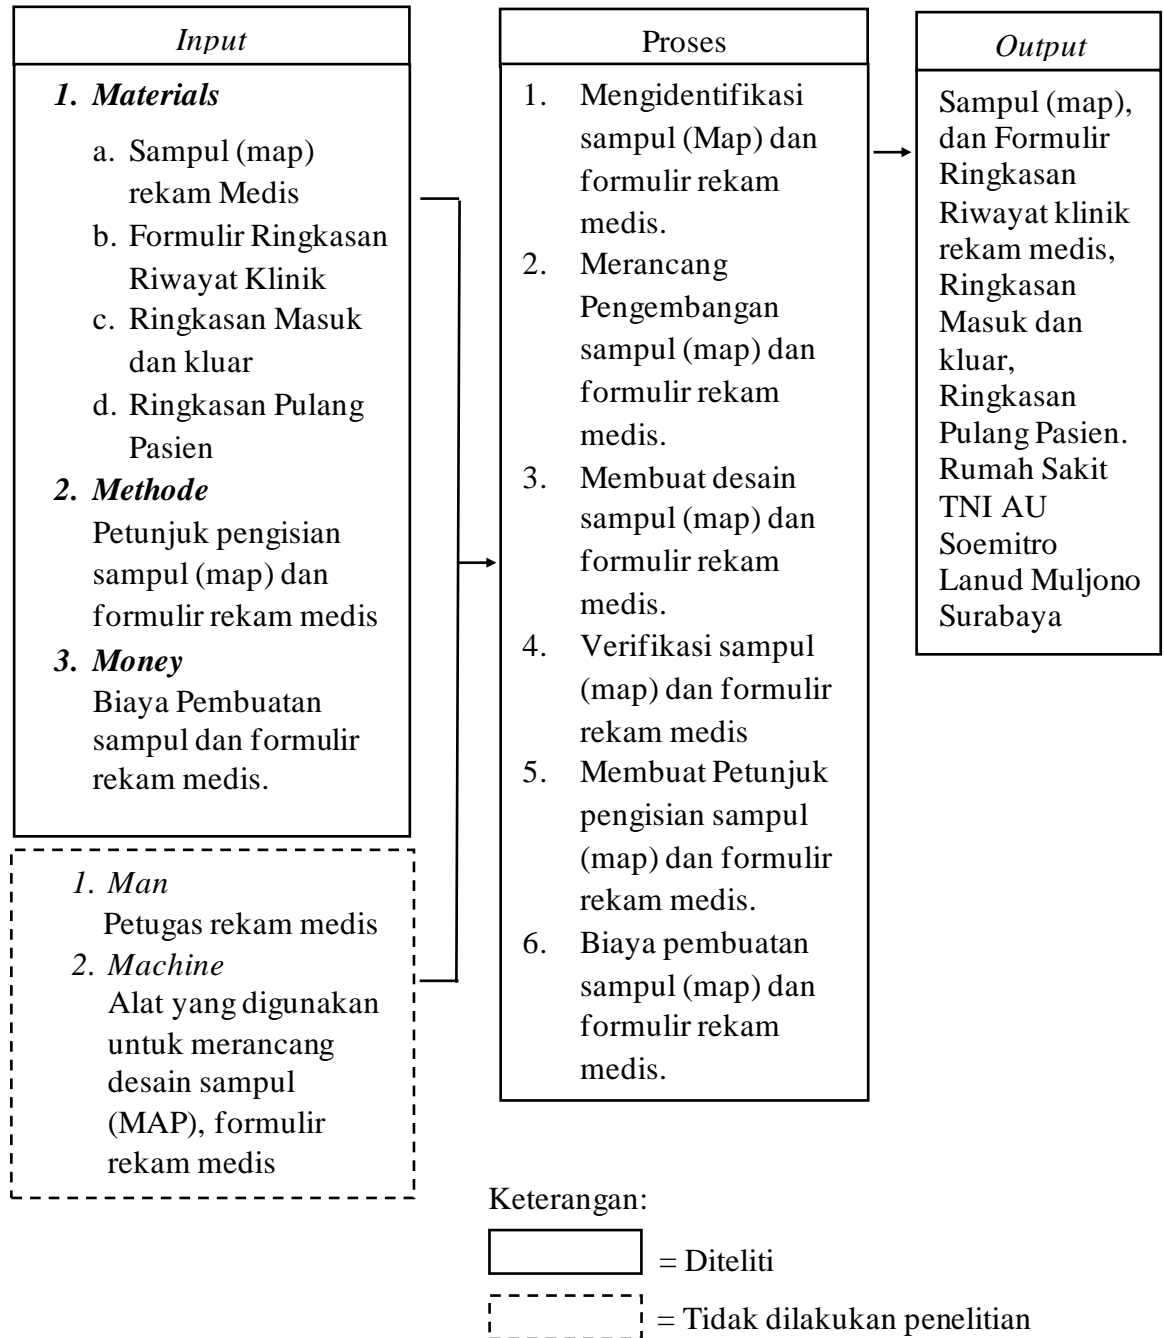 Input
1. Materials
a. Sampul (map)
rekam Medis
b. Formulir Ringkasan
Riwayat Klinik
c. Ringkasan Masuk
dan kluar
d. Ringkasan Pulang
Pasien
2. Methode
Petunjuk pengisian
sampul (map) dan
formulir rekam medis
3. Money
Biaya Pembuatan
sampul dan formulir
rekam medis.
1. Man
Petugas rekam medis
2. Machine
Alat yang digunakan
untuk merancang
desain sampul
(MAP), formulir
rekam medis
Proses
1. Mengidentifikasi
sampul (Map) dan
formulir rekam
medis.
2. Merancang
Pengembangan
sampul (map) dan
formulir rekam
medis.
3. Membuat desain
sampul (map) dan
formulir rekam
medis.
4. Verifikasi sampul
(map) dan formulir
rekam medis
5. Membuat Petunjuk
pengisian sampul
(map) dan formulir
rekam medis.
6. Biaya pembuatan
sampul (map) dan
formulir rekam
medis.
Output
Sampul (map),
dan Formulir
Ringkasan
Riwayat klinik
rekam medis,
Ringkasan
Masuk dan
kluar,
Ringkasan
Pulang Pasien.
Rumah Sakit
TNI AU
Soemitro
Lanud Muljono
Surabaya
Keterangan:
= Diteliti
= Tidak dilakukan penelitian